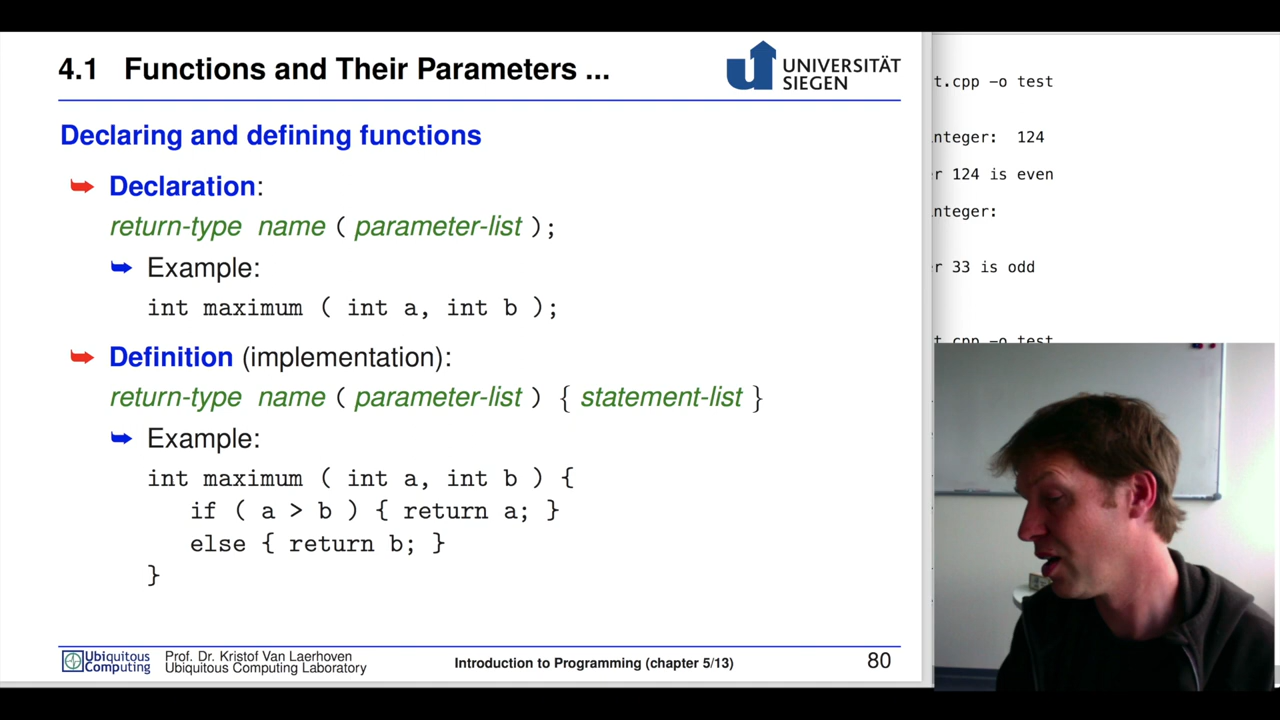 4.1 Functions and Their Parameters ...
UNIVERSITÄT
SIEGEN
Declaring and defining functions
Declaration:
return-type name ( parameter-list );
Example:
int maximum ( int a, int b );
Definition (implementation):
return-type name ( parameter-list ) { statement-list }
Example:
int maximum ( int a, int b ) {
if ( a > b ) { return a; }
else { return b; }
}
Ubiquitous
Computing
Prof. Dr. Kristof Van Laerhoven
Ubiquitous Computing Laboratory
Introduction to Programming (chapter 5/13)
80
t.cpp -o test
nteger: 124
r 124 is even
nteger:
r 33 is odd
t cpp -o test